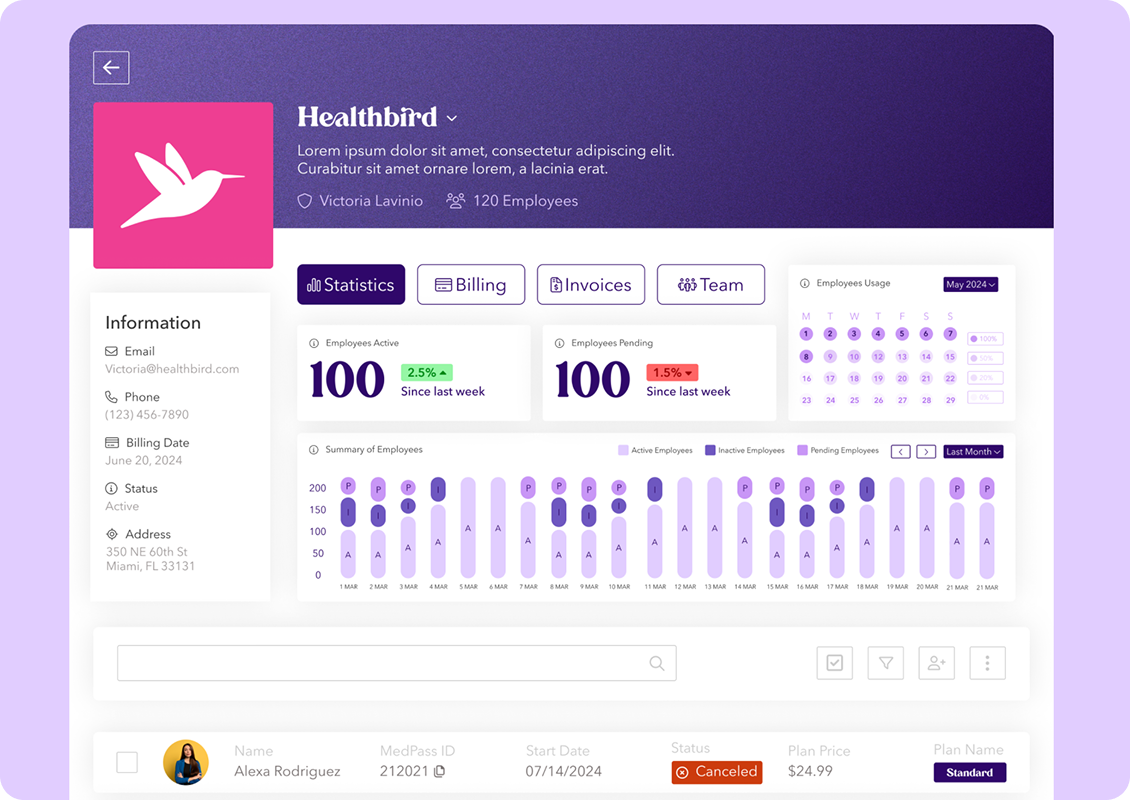 Healthbird
Lorem ipsum dolor sit amet, consectetur adipiscing elit.
Curabitur sit amet ornare lorem, a lacinia erat.
Victoria Lavinio 120 Employees
Information
Email
Victoria@healthbird.com
Phone
(123) 456-7890
Billing Date
June 20, 2024
Status
Active
Address
350 NE 60th St
Miami, FL 33131
Statistics Billing Invoices Team
Employees Active
100 2.5%
Since last week
Employees Pending
100 1.5%
Since last week
Employees Usage May 2024
M T W T F S S
1 2 3 4 5 6 7
8 9 10 12 13 14 15
16 17 18 19 20 21 22
23 24 25 26 27 28 29
100%
50%
20%
0%
Summary of Employees Active Employees Inactive Employees Pending Employees Last Month
200
150
100
50
0
P P P I P P P P I P P P P I P P
I I I I I I I I I
A A A A A A A A A A A A A A A A A A A A A A
1 MAR 2 MAR 3 MAR 4 MAR 5 MAR 6 MAR 7 MAR 8 MAR 9 MAR 10 MAR 11 MAR 12 MAR 13 MAR 14 MAR 15 MAR 16 MAR 17 MAR 18 MAR 19 MAR 20 MAR 21 MAR 21 MAR
Name MedPass ID Start Date Status Plan Price Plan Name
Alexa Rodriguez 212021 07/14/2024 Canceled $24.99 Standard